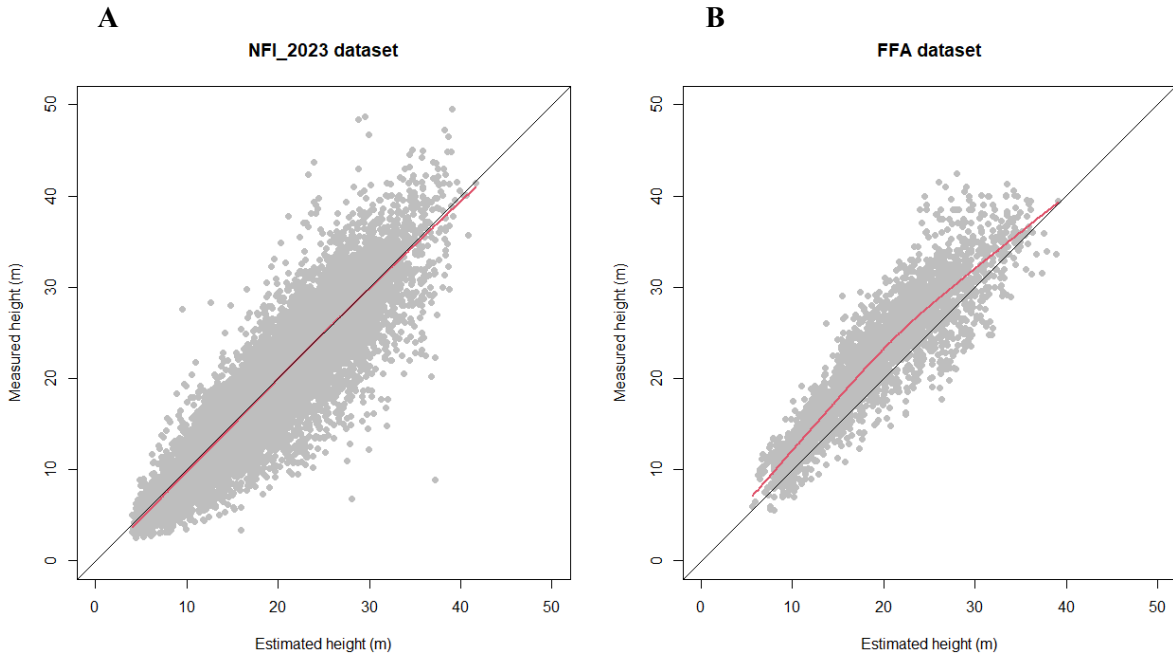 A
NFI_2023 dataset
50
40
30
20
10
0
Measured height (m)
0 10 20 30 40 50
Estimated height (m)
B
FFA dataset
50
40
30
20
10
0
Measured height (m)
0 10 20 30 40 50
Estimated height (m)